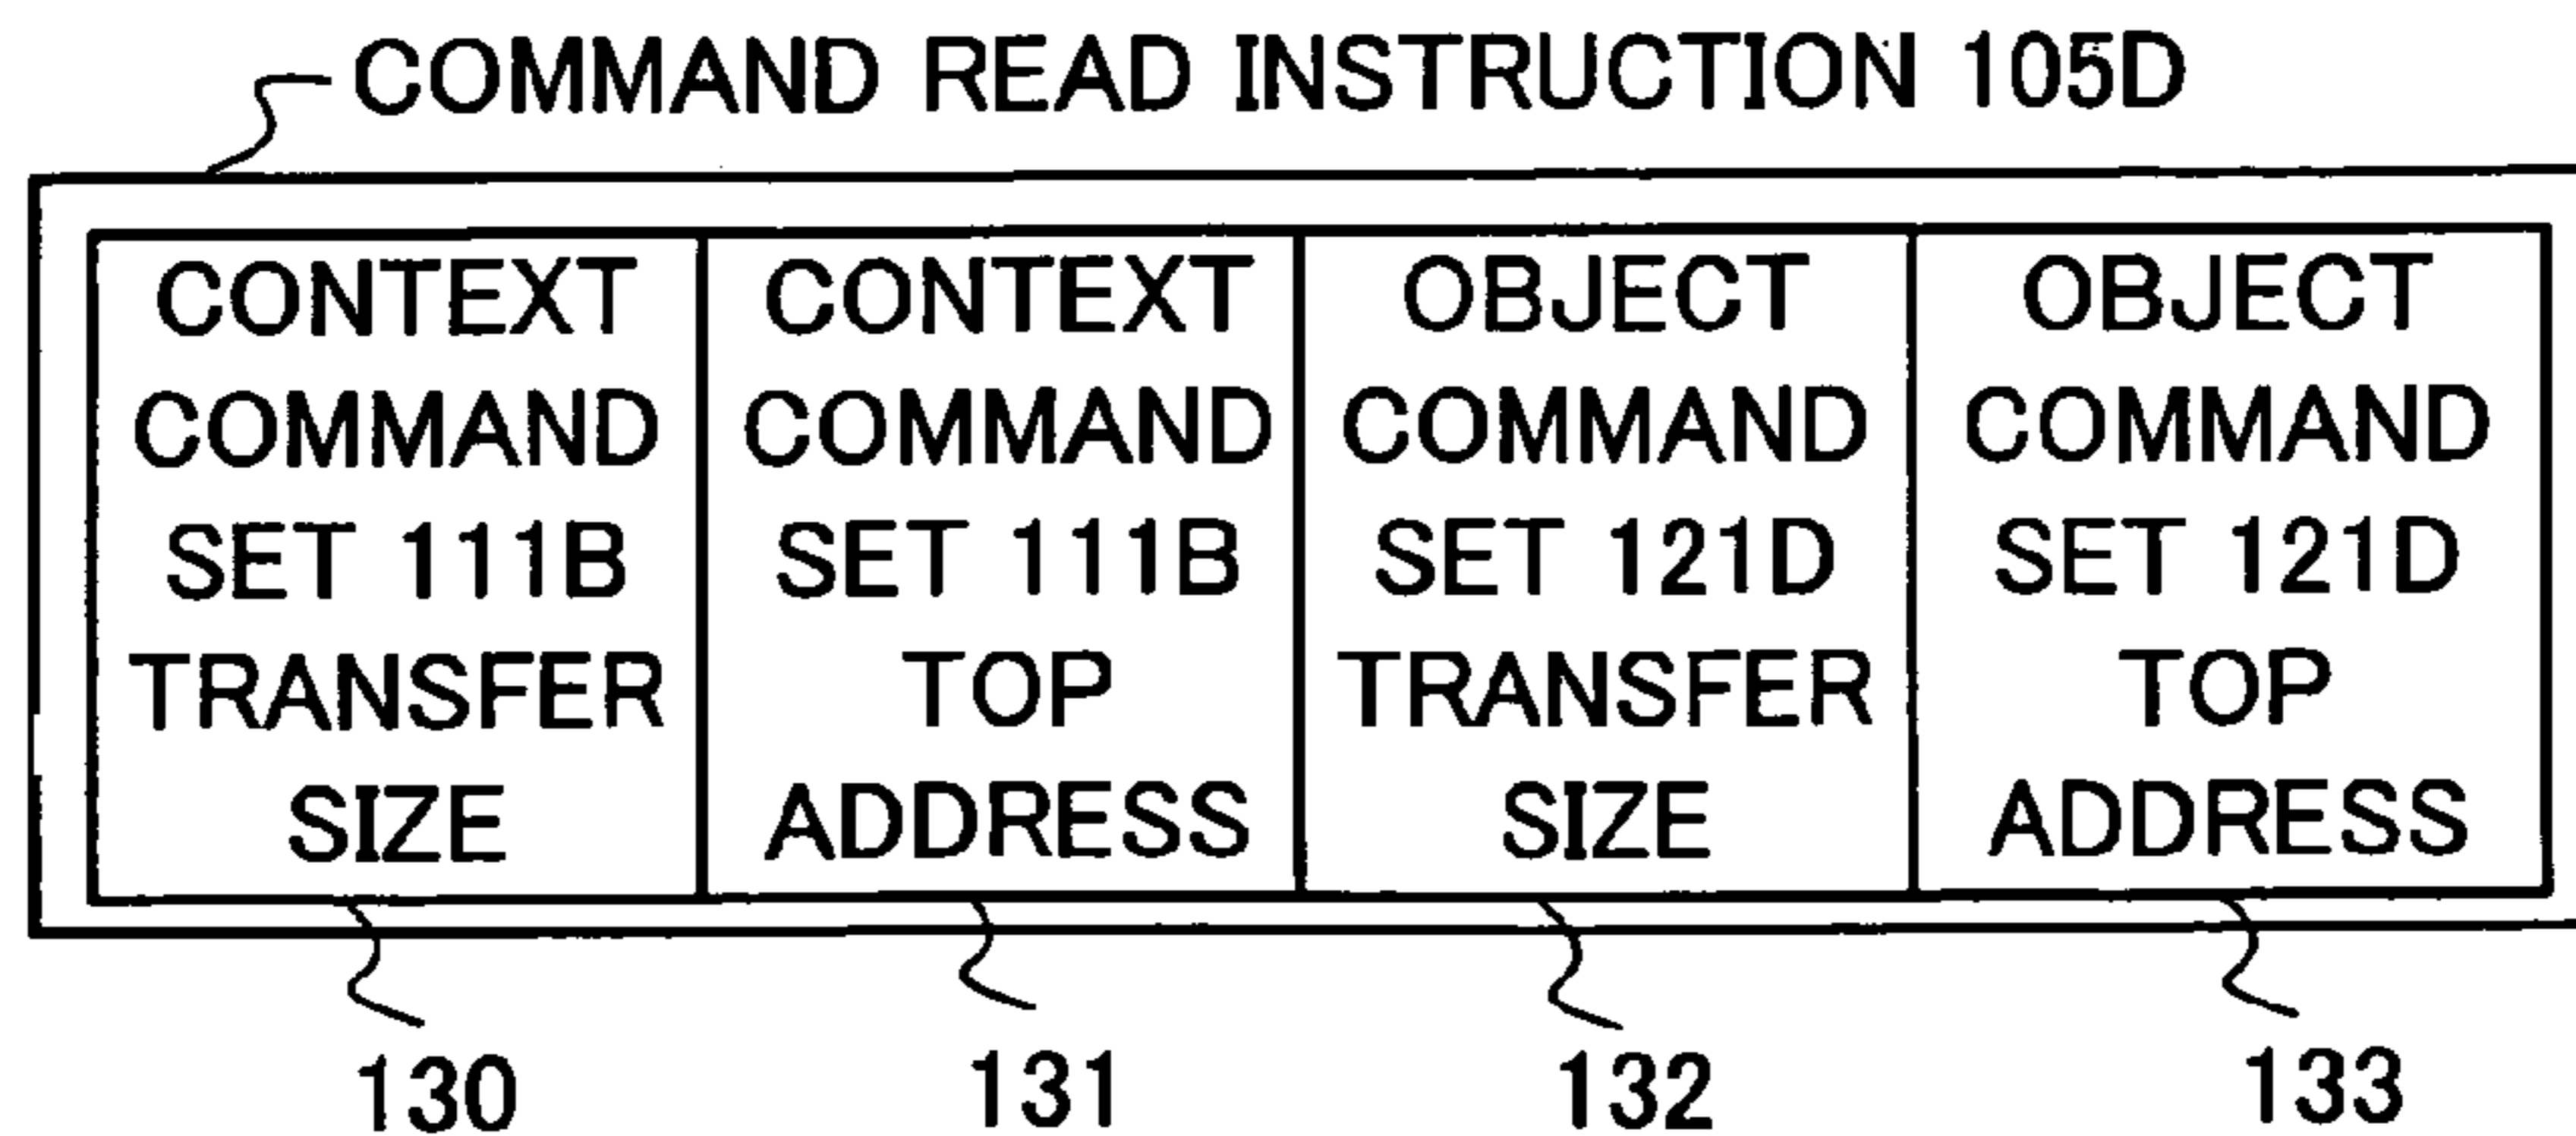 COMMAND READ INSTRUCTION 105D
CONTEXT
COMMAND
SET 111B
TRANSFER
SIZE
CONTEXT
COMMAND
SET 111B
TOP
ADDRESS
OBJECT
COMMAND
SET 121D
TRANSFER
SIZE
OBJECT
COMMAND
SET 121D
TOP
ADDRESS
130
131
132
133